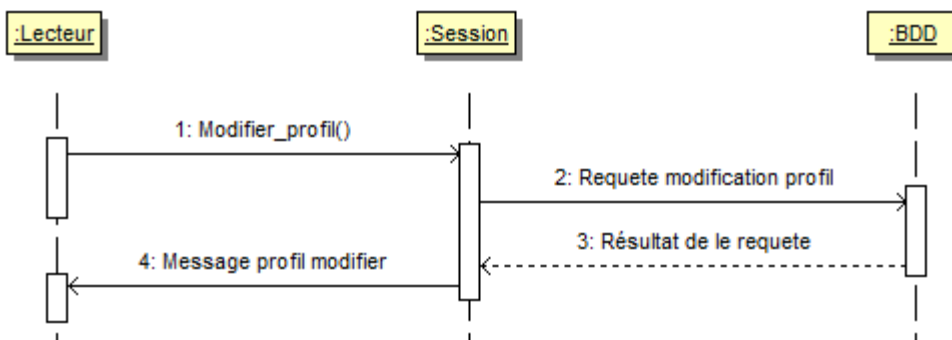 :Lecteur
:Session
:BDD
1: Modifier_profil()
2: Requete modification profil
3: Résultat de le requete
4: Message profil modifier